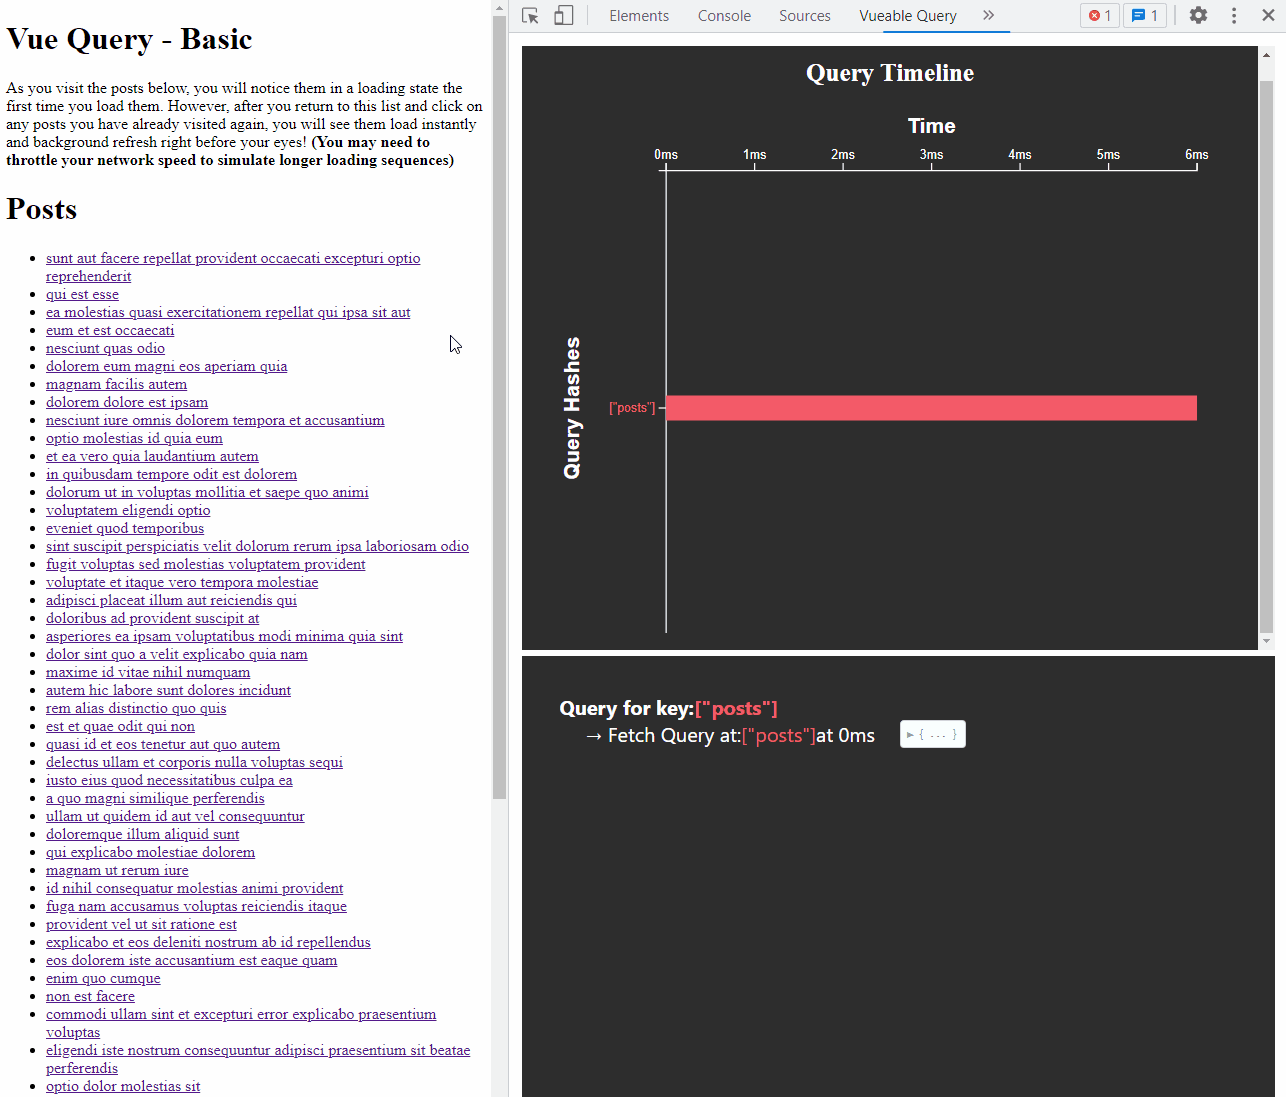 Vue Query - Basic
As you visit the posts below, you will notice them in a loading state the
first time you load them. However, after you return to this list and click on
any posts you have already visited again, you will see them load instantly
and background refresh right before your eyes! (You may need to
throttle your network speed to simulate longer loading sequences)
Posts
sunt aut facere repellat provident occaecati excepturi optio
reprehenderit
qui est esse
ea molestias quasi exercitationem repellat qui ipsa sit aut
eum et est occaecati
nesciunt quas odio
dolorem eum magni eos aperiam quia
magnam facilis autem
dolorem dolore est ipsam
nesciunt iure omnis dolorem tempora et accusantium
optio molestias id quia eum
et ea vero quia laudantium autem
in quibusdam tempore odit est dolorem
dolorum ut in voluptas mollitia et saepe quo animi
voluptatem eligendi optio
eveniet quod temporibus
sint suscipit perspiciatis velit dolorum rerum ipsa laboriosam odio
fugit voluptas sed molestias voluptatem provident
voluptate et itaque vero tempora molestiae
adipisci placeat illum aut reiciendis qui
doloribus ad provident suscipit at
asperiores ea ipsam voluptatibus modi minima quia sint
dolor sint quo a velit explicabo quia nam
maxime id vitae nihil numquam
autem hic labore sunt dolores incidunt
rem alias distinctio quo quis
est et quae odit qui non
quasi id et eos tenetur aut quo autem
delectus ullam et corporis nulla voluptas sequi
iusto eius quod necessitatibus culpa ea
a quo magni similique perferendis
ullam ut quidem id aut vel consequuntur
doloremque illum aliquid sunt
qui explicabo molestiae dolorem
magnam ut rerum iure
id nihil consequatur molestias animi provident
fuga nam accusamus voluptas reiciendis itaque
provident vel ut sit ratione est
explicabo et eos deleniti nostrum ab id repellendus
eos dolorem iste accusantium est eaque quam
enim quo cumque
non est facere
commodi ullam sint et excepturi error explicabo praesentium
voluptas
eligendi iste nostrum consequuntur adipisci praesentium sit beatae
perferendis
optio dolor molestias sit
Elements Console Sources Vueable Query » 1 1
Query Timeline
Time
0ms 1ms 2ms 3ms 4ms 5ms 6ms
Query Hashes
["posts"]
Query for key:["posts"]
→ Fetch Query at:["posts"]at 0ms ▸ { ... }